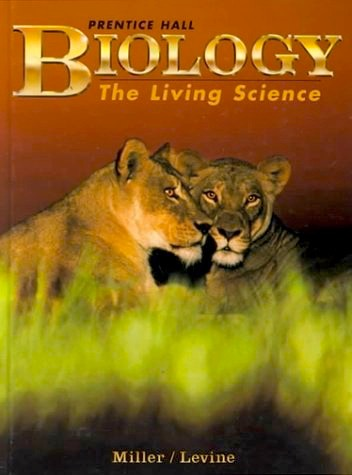 PRENTICE HALL
BIOLOGY
The Living Science
Miller / Levine